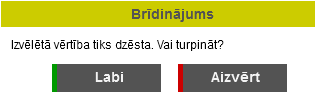 Brīdinājums
Izvēlētā vērtība tiks dzēsta. Vai turpināt?
Labi
Aizvērt